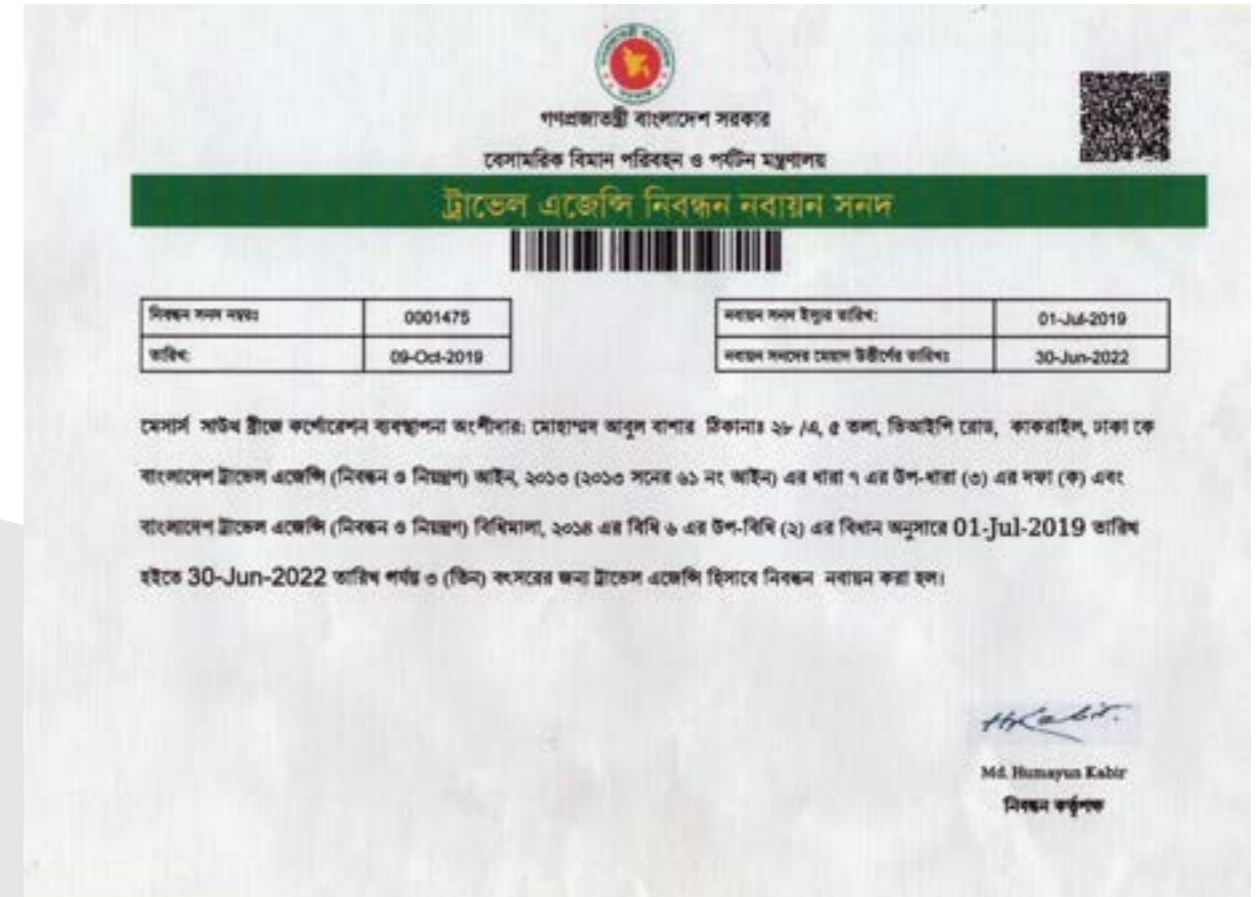 গণপ্রজাতন্ত্রী বাংলাদেশ সরকার
বেসামরিক বিমান পরিবহন ও পর্যটন মন্ত্রণালয়
ট্রাভেল এজেন্সি নিবন্ধন নবায়ন সনদ
নিবন্ধন সনদ নম্বরঃ 0001475
তারিখ: 09-Oct-2019
নবায়ন সনদ ইস্যুর তারিখ: 01-Jul-2019
নবায়ন সনদের মেয়াদ উত্তীর্ণের তারিখঃ 30-Jun-2022
মেসার্স সাউথ ব্রীজ কর্পোরেশন ব্যবস্থাপনা অংশীদার: মোহাম্মদ আবুল বাশার ঠিকানাঃ ২৮ /এ, ৫ তলা, ভিআইপি রোড, কাকরাইল, ঢাকা কে
বাংলাদেশ ট্রাভেল এজেন্সি (নিবন্ধন ও নিয়ন্ত্রণ) আইন, ২০১৩ (২০১৩ সনের ৬১ নং আইন) এর ধারা ৭ এর উপ-ধারা (৩) এর দফা (ক) এবং
বাংলাদেশ ট্রাভেল এজেন্সি (নিবন্ধন ও নিয়ন্ত্রণ) বিধিমালা, ২০১৪ এর বিধি ৬ এর উপ-বিধি (২) এর বিধান অনুসারে 01-Jul-2019 তারিখ
হইতে 30-Jun-2022 তারিখ পর্যন্ত ৩ (তিন) বৎসরের জন্য ট্রাভেল এজেন্সি হিসাবে নিবন্ধন নবায়ন করা হল।
HKabir.
Md. Humayun Kabir
নিবন্ধন কর্তৃপক্ষ